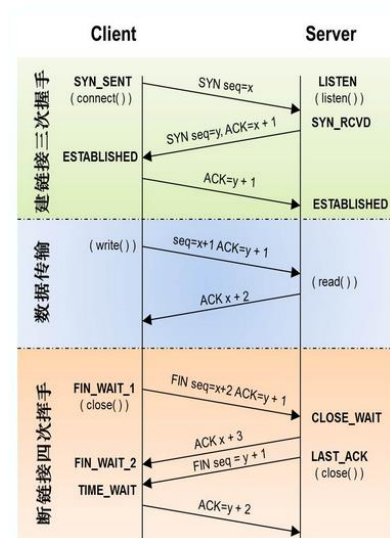 Client
Server
建链接三次握手
SYN_SENT
( connect( ) )
SYN seq=x
LISTEN
( listen( ) )
SYN_RCVD
SYN seq=y, ACK=x + 1
ESTABLISHED
ACK=y + 1
ESTABLISHED
数据传输
( write( ) )
seq=x+1 ACK=y + 1
( read( ) )
ACK x + 2
断链接四次挥手
FIN_WAIT_1
( close( ) )
FIN seq=x+2 ACK=y + 1
CLOSE_WAIT
ACK x + 3
FIN_WAIT_2
FIN seq = y + 1
LAST_ACK
( close( ) )
TIME_WAIT
ACK=y + 2